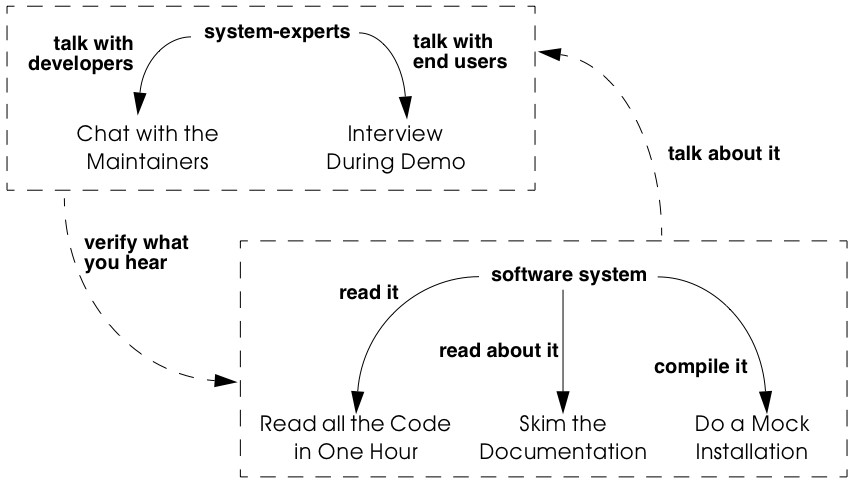 system-experts
talk with
developers
talk with
end users
Chat with the
Maintainers
Interview
During Demo
talk about it
verify what
you hear
software system
read it
read about it
compile it
Read all the Code
in One Hour
Skim the
Documentation
Do a Mock
Installation